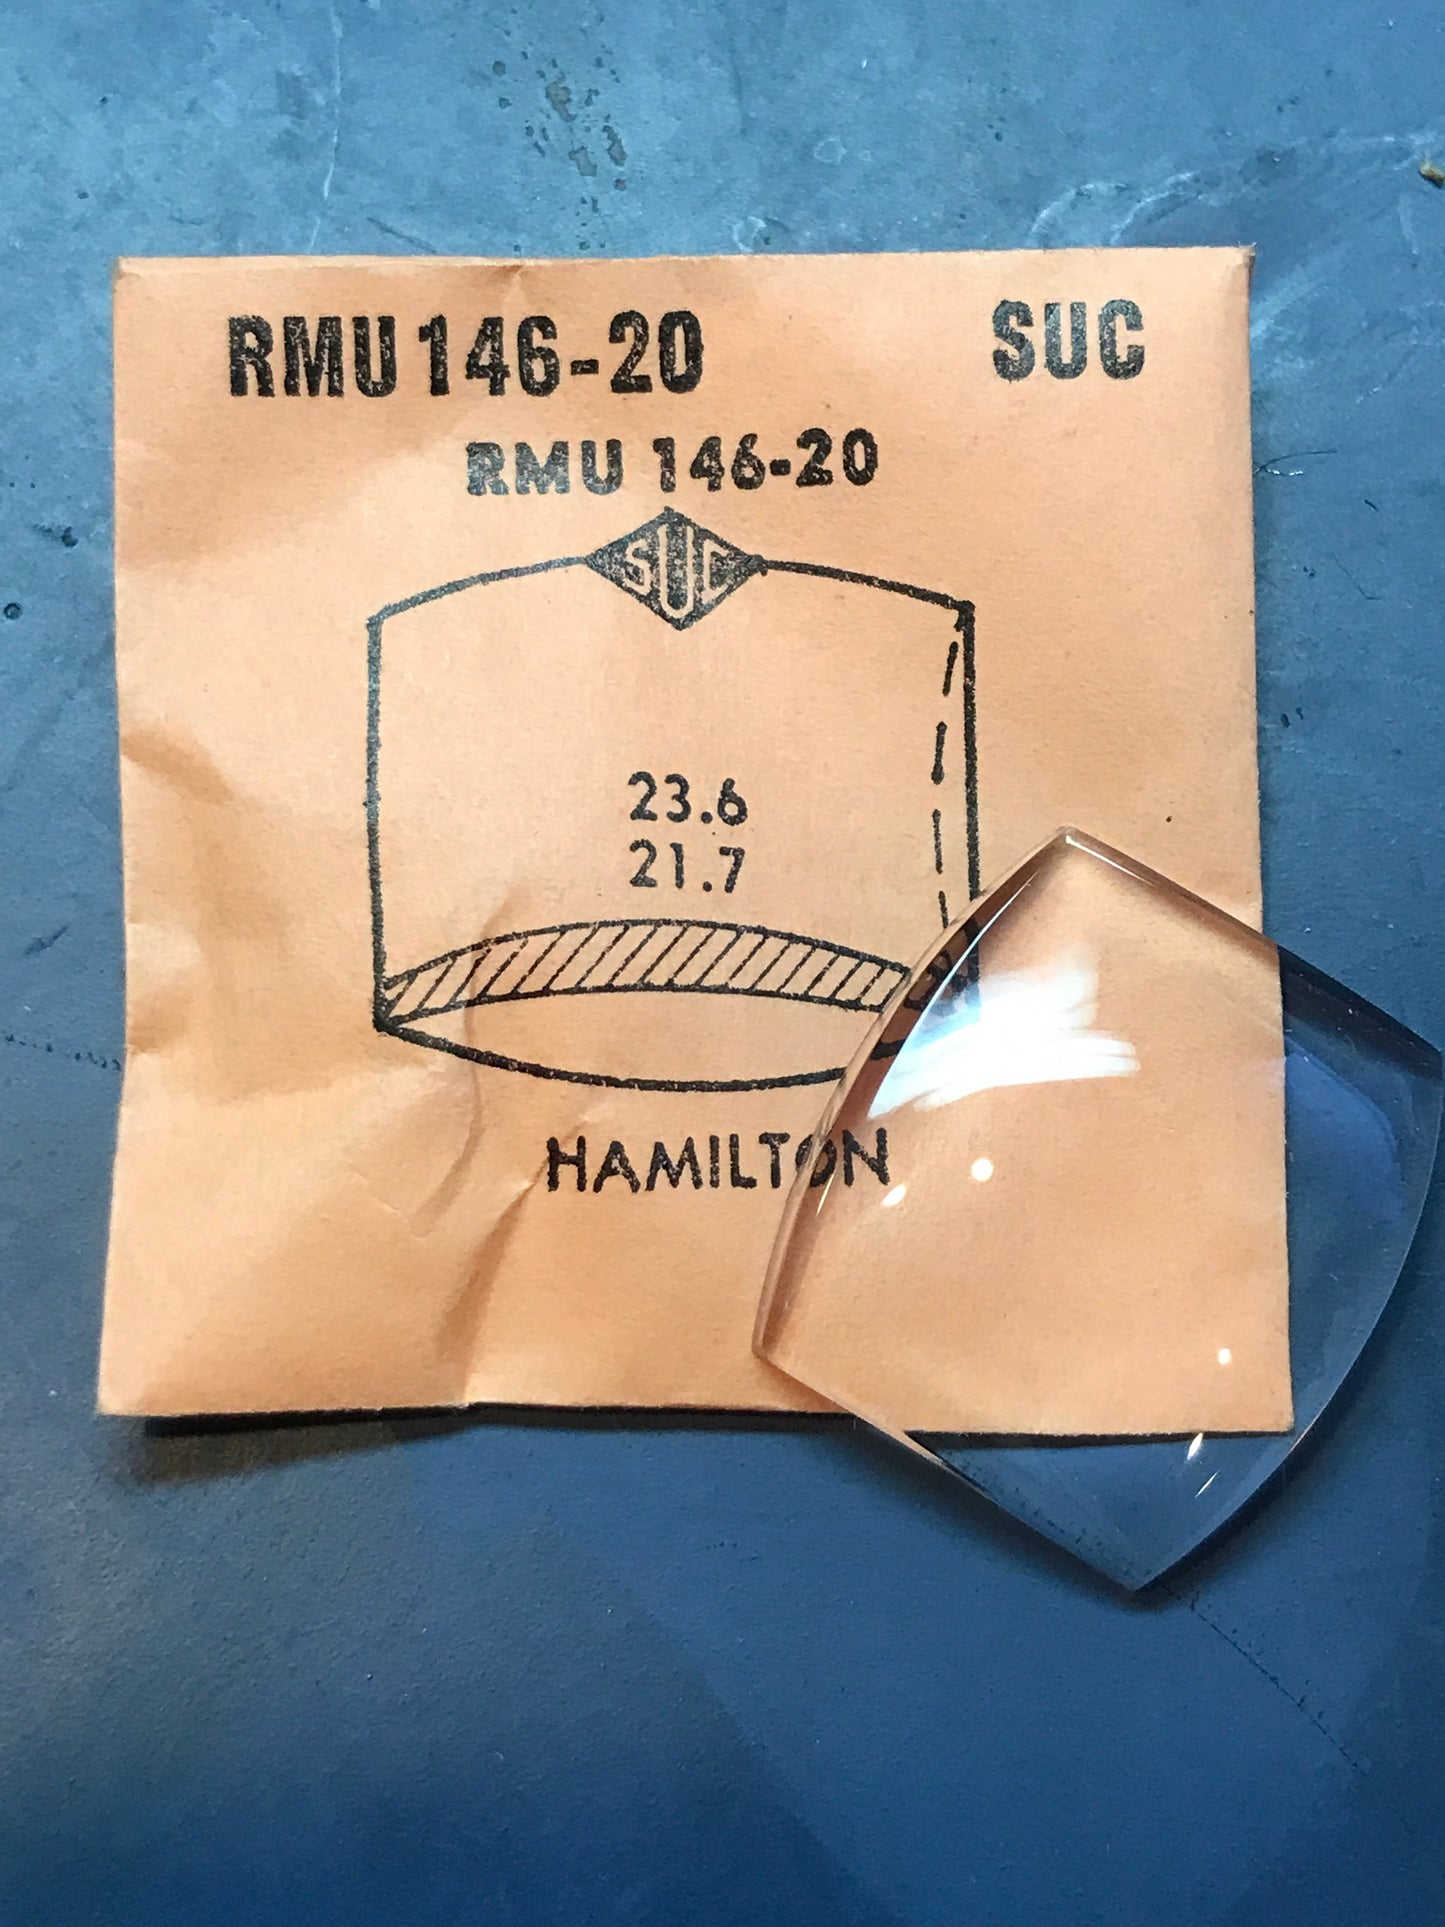 RMU 146-20 SUC
RMU 146-20
SUC
23.6
21.7
HAMILTON